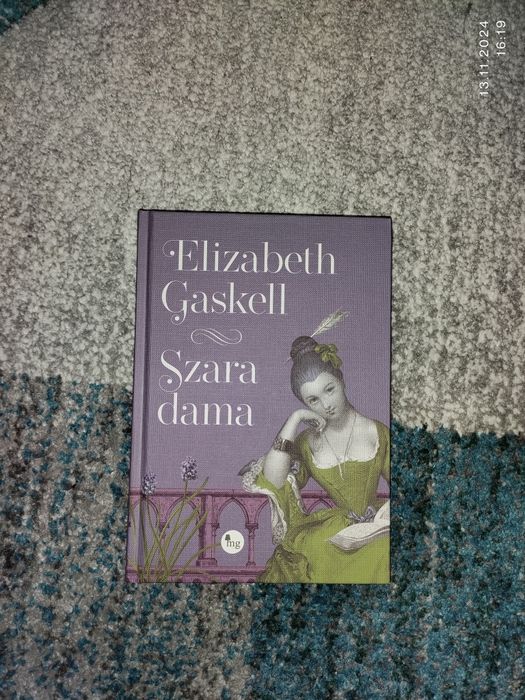 13.11.2024
16:19
Elizabeth
Gaskell
Szara
dama
mg